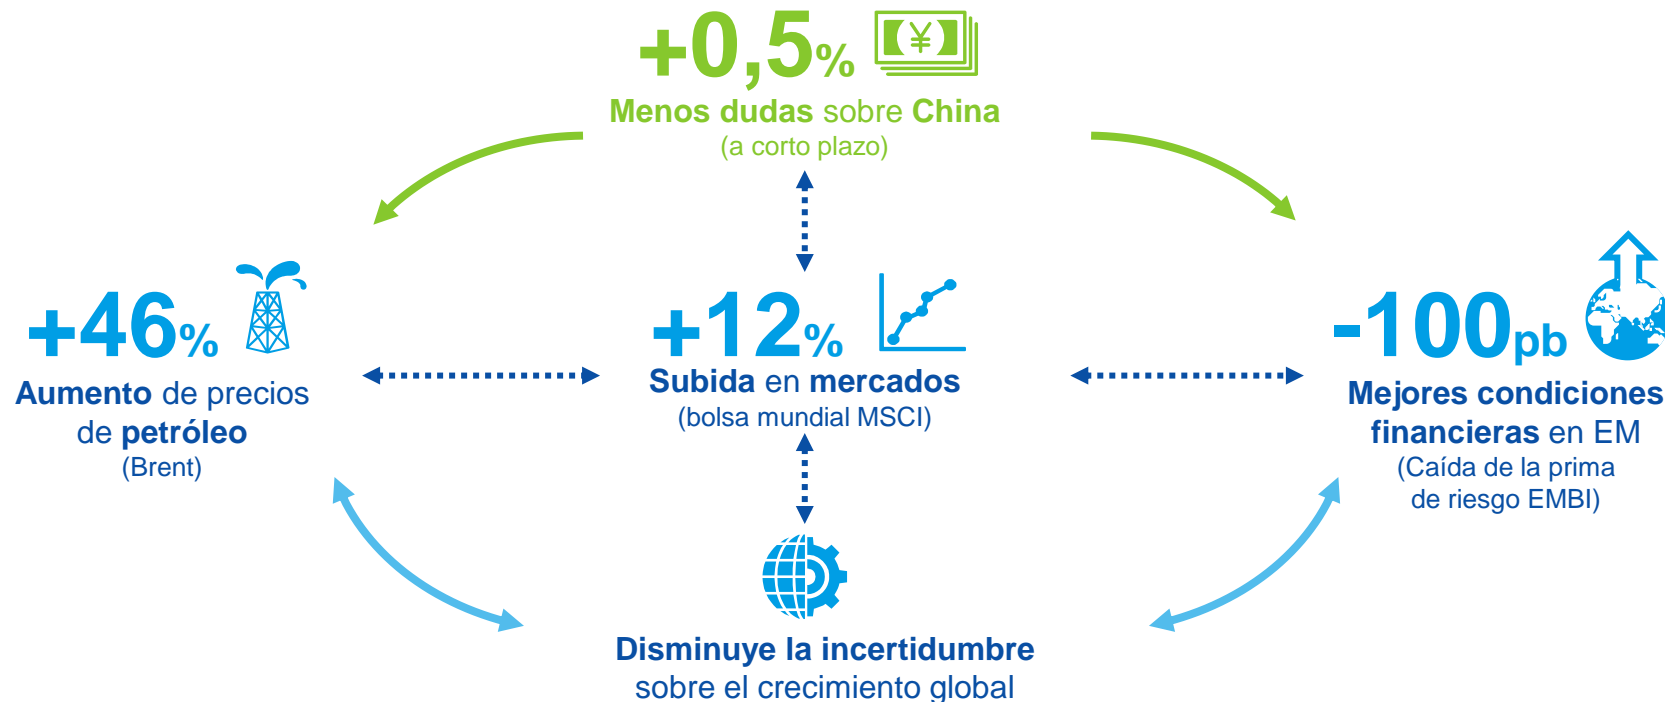 +0,5%
¥
Menos dudas sobre China
(a corto plazo)
+46%
Aumento de precios
de petróleo
(Brent)
+12%
Subida en mercados
(bolsa mundial MSCI)
-100pb
Mejores condiciones
financieras en EM
(Caída de la prima
de riesgo EMBI)
Disminuye la incertidumbre
sobre el crecimiento global